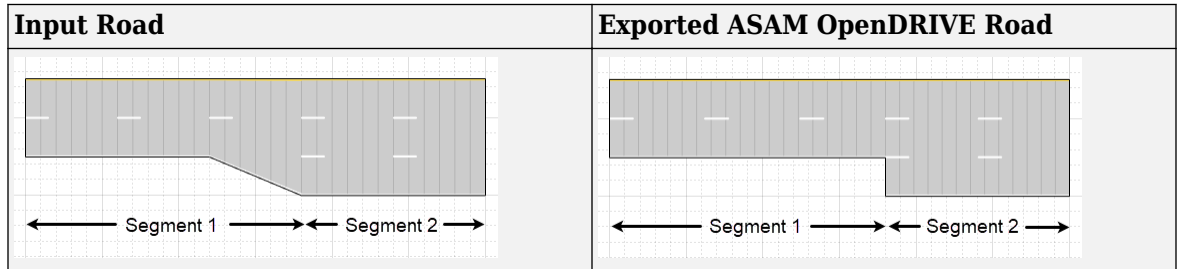 Input Road
Exported ASAM OpenDRIVE Road
Segment 1
Segment 2
Segment 1
Segment 2